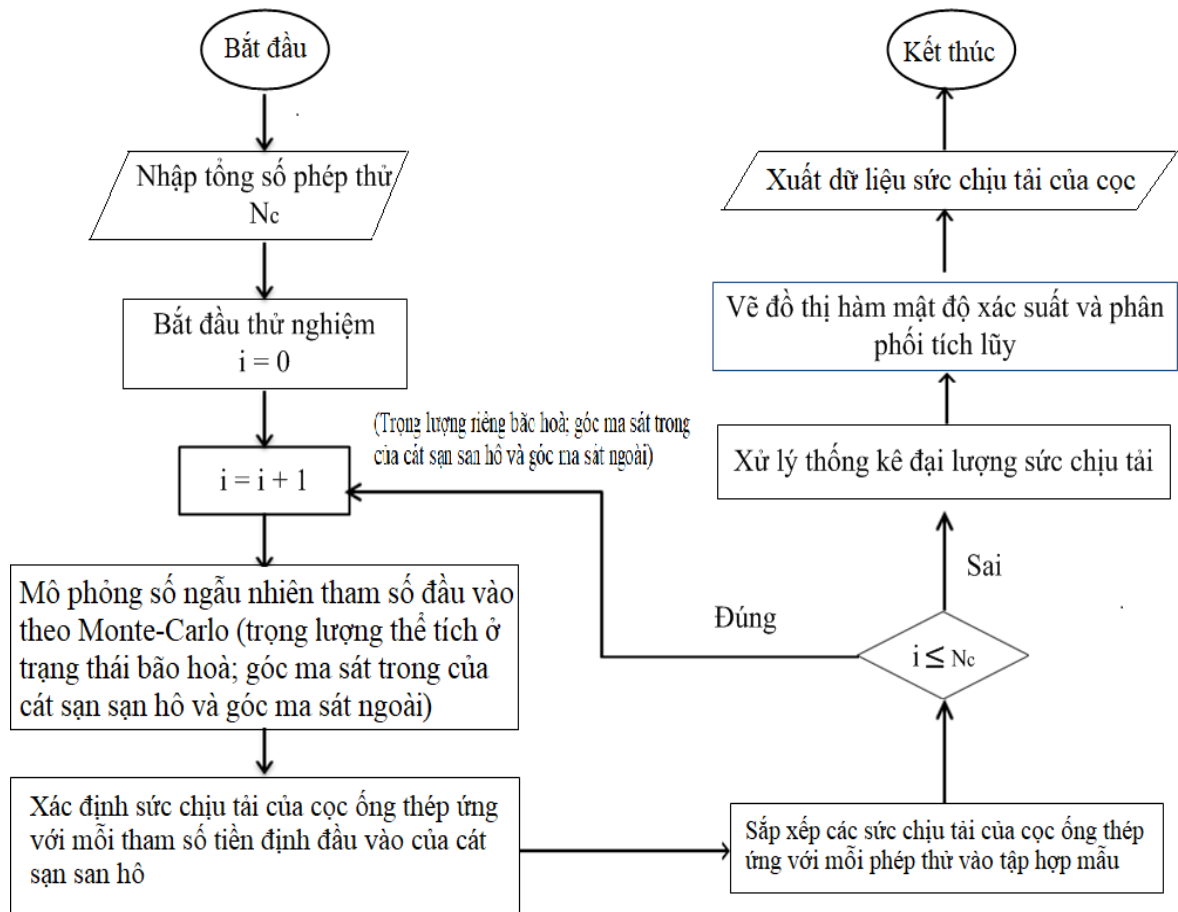 Bắt đầu
Nhập tổng số phép thử
Nc
Bắt đầu thử nghiệm
i = 0
(Trọng lượng riêng bão hoà; góc ma sát trong
của cát sạn san hô và góc ma sát ngoài)
i = i + 1
Mô phỏng số ngẫu nhiên tham số đầu vào
theo Monte-Carlo (trọng lượng thể tích ở
trạng thái bão hoà; góc ma sát trong của
cát sạn sạn hô và góc ma sát ngoài)
Xác định sức chịu tải của cọc ống thép ứng
với mỗi tham số tiền định đầu vào của cát
sạn san hô
Sắp xếp các sức chịu tải của cọc ống thép
ứng với mỗi phép thử vào tập hợp mẫu
i ≤ Nc
Đúng
Sai
Xử lý thống kê đại lượng sức chịu tải
Vẽ đồ thị hàm mật độ xác suất và phân
phối tích lũy
Xuất dữ liệu sức chịu tải của cọc
Kết thúc